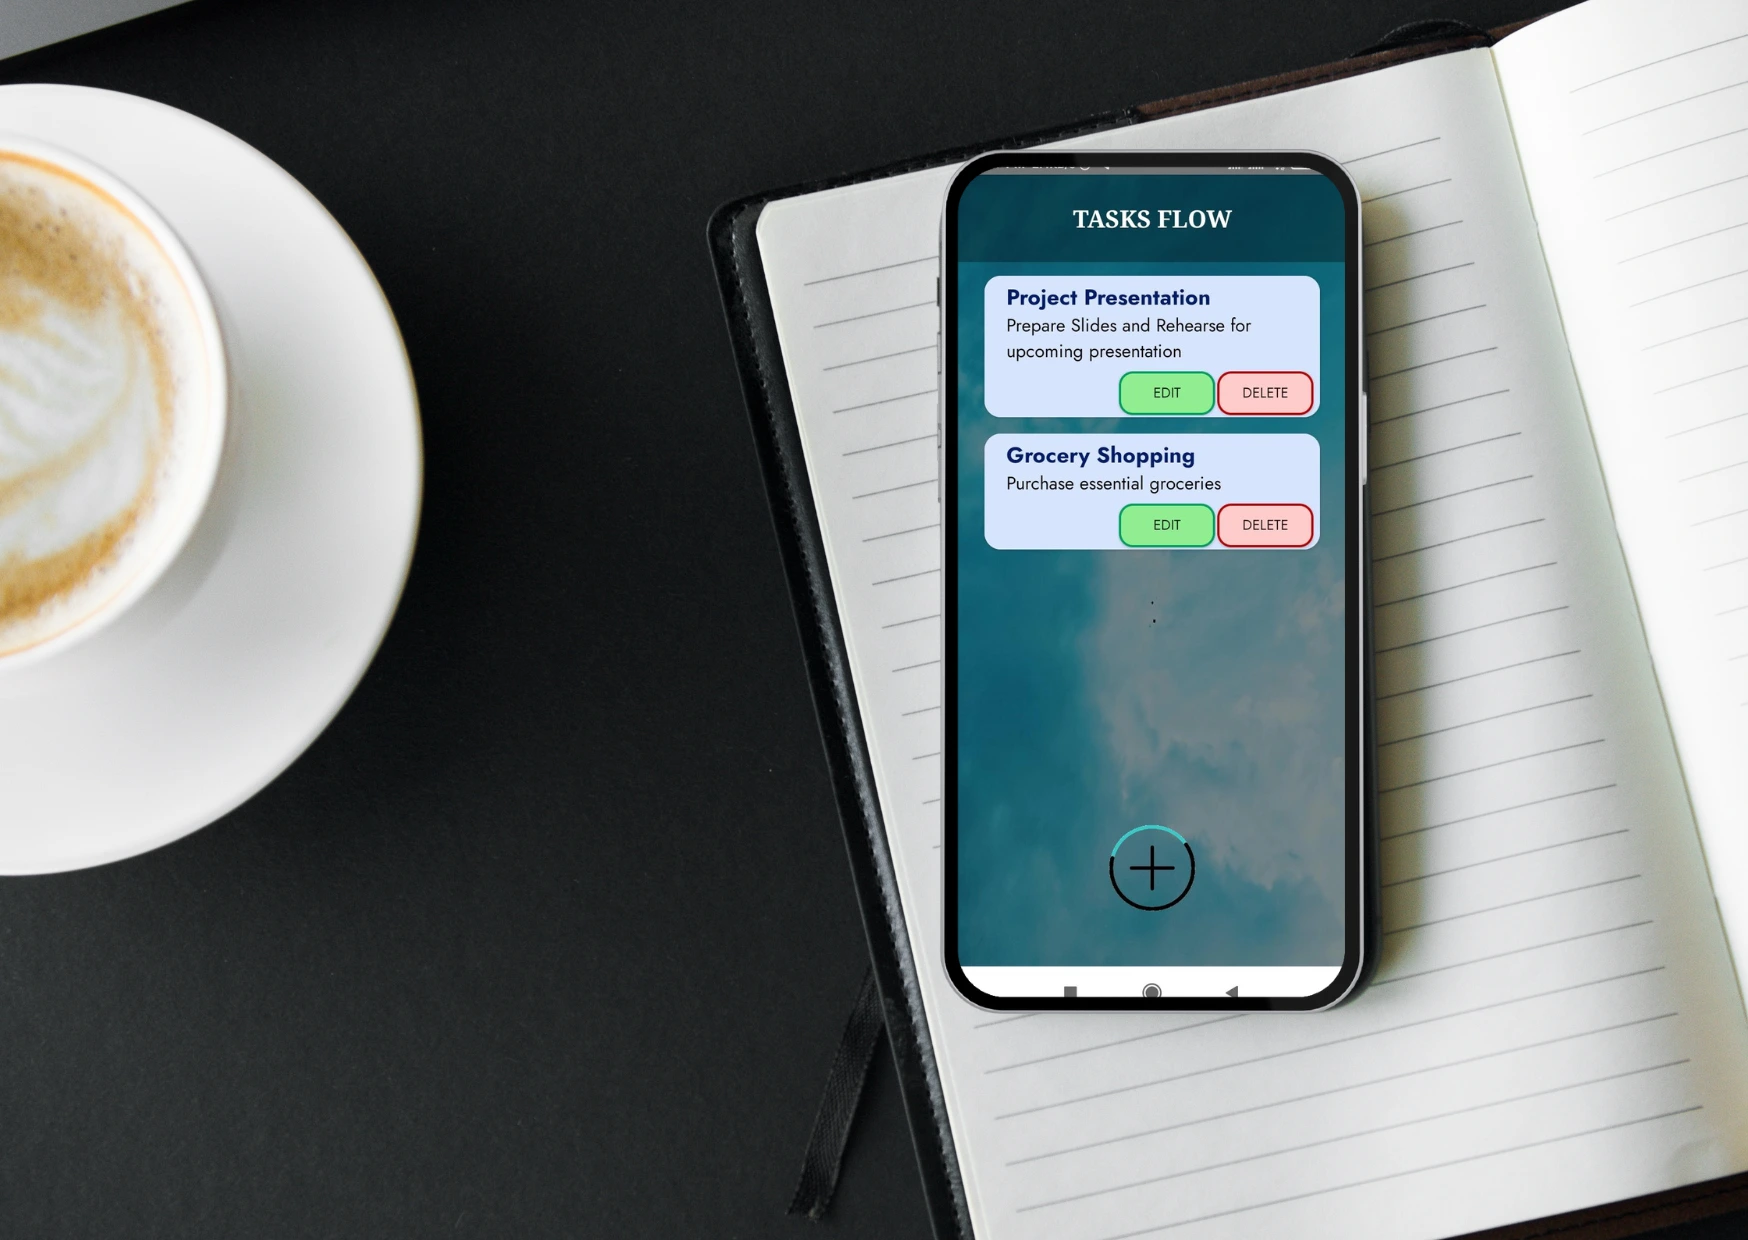 TASKS FLOW
Project Presentation
Prepare Slides and Rehearse for
upcoming presentation
EDIT DELETE
Grocery Shopping
Purchase essential groceries
EDIT DELETE